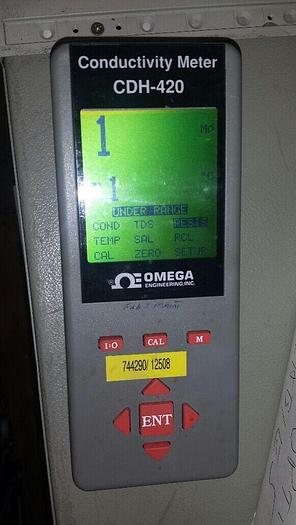 Conductivity Meter
CDH-420
1
1
UNDER RANGE
COND TDS RESIS
TEMP SAL RCL
CAL ZERO SETUP
OMEGA
ENGINEERING, INC.
I/O CAL M
744290/ 12508
ENT